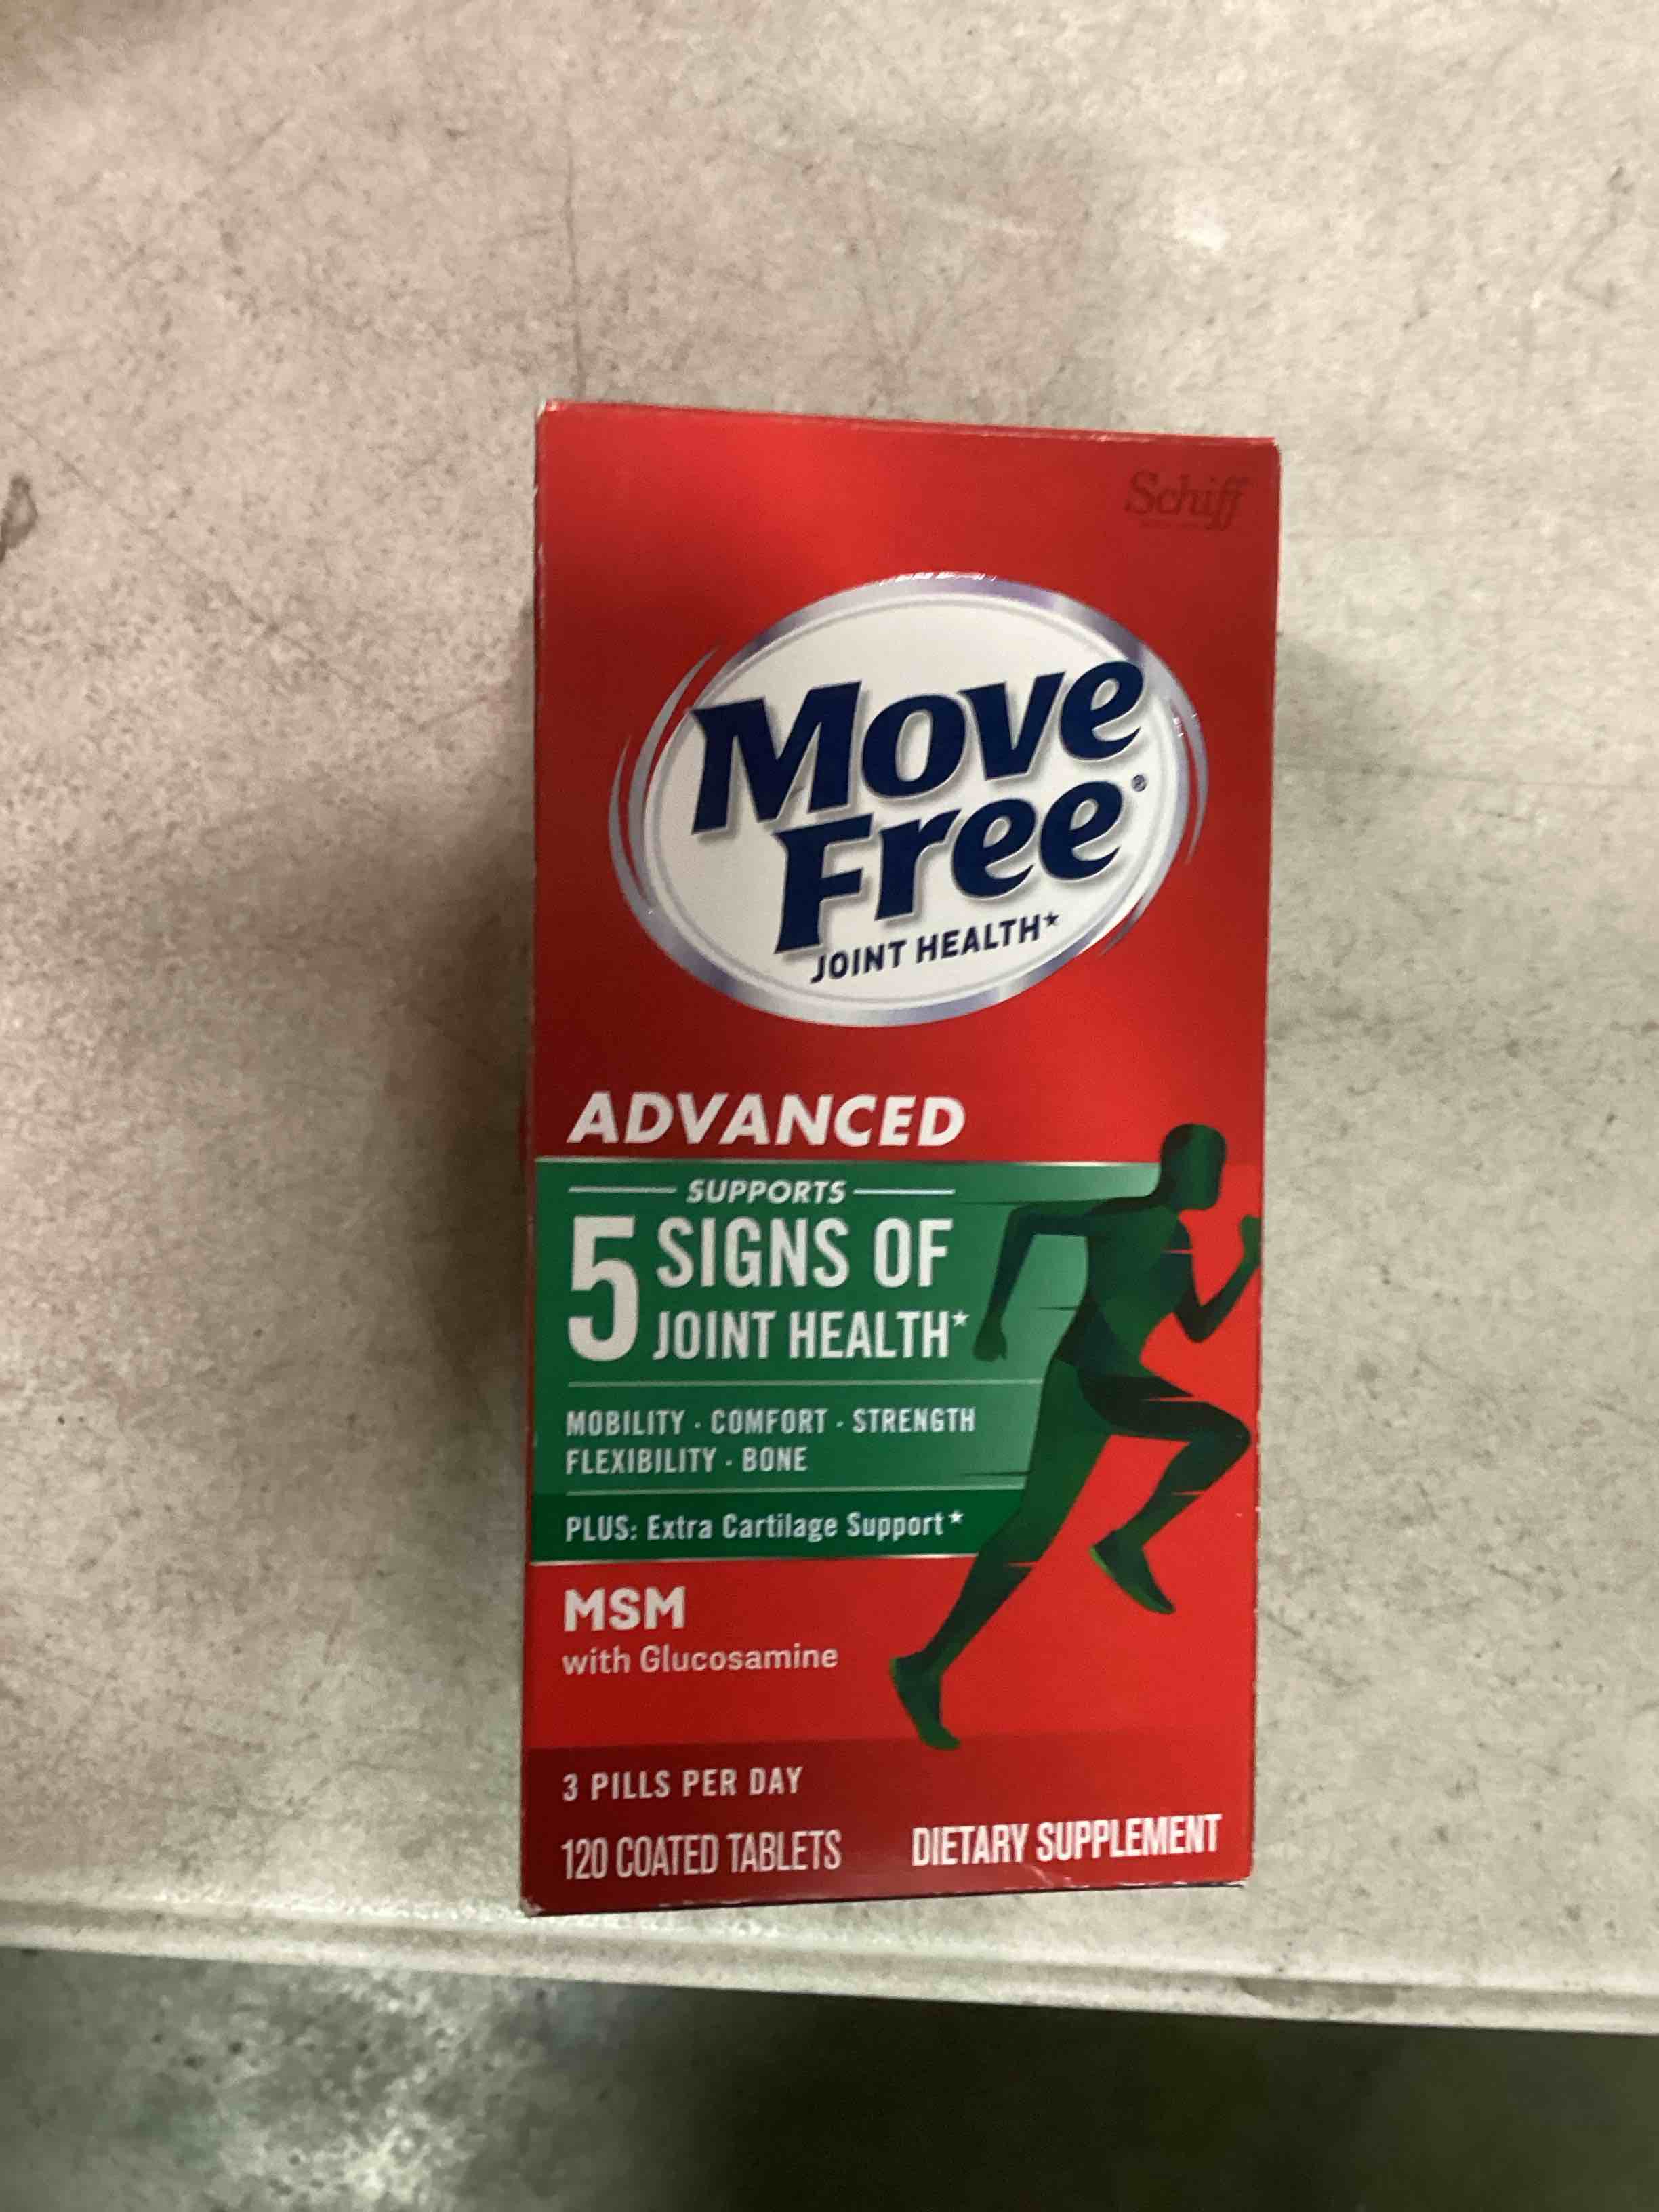 Schiff
Move
Free®
JOINT HEALTH*
ADVANCED
SUPPORTS
5 SIGNS OF
JOINT HEALTH*
MOBILITY · COMFORT · STRENGTH
FLEXIBILITY · BONE
PLUS: Extra Cartilage Support*
MSM
with Glucosamine
3 PILLS PER DAY
120 COATED TABLETS DIETARY SUPPLEMENT